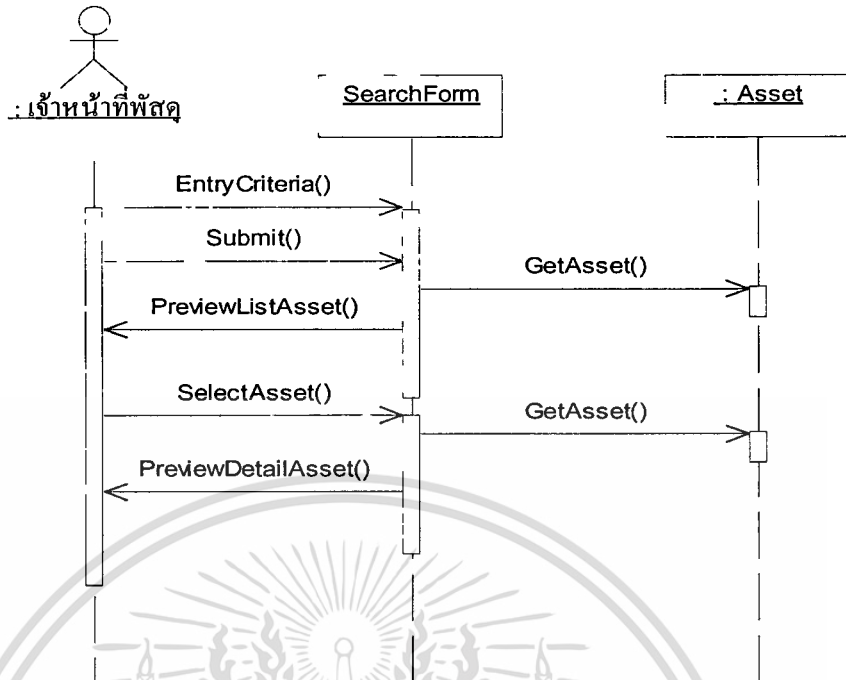 : เจ้าหน้าที่พัสดุ
SearchForm
: Asset
EntryCriteria()
Submit()
GetAsset()
PreviewListAsset()
SelectAsset()
GetAsset()
PreviewDetailAsset()